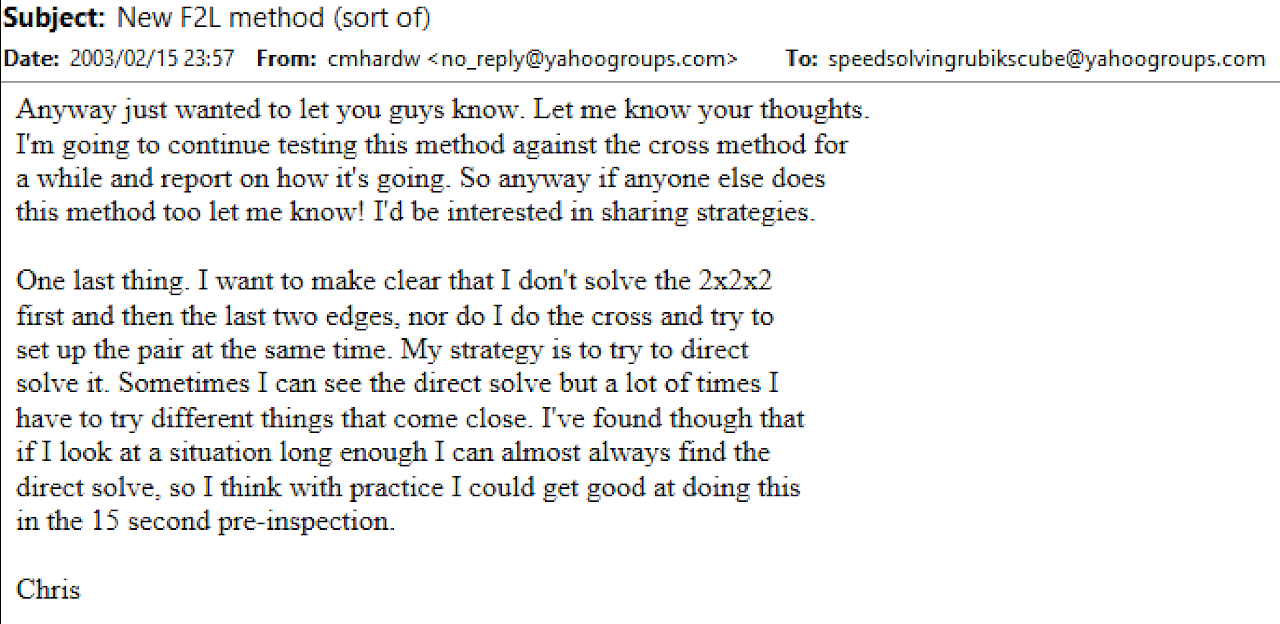 Subject: New F2L method (sort of)
Date: 2003/02/15 23:57 From: cmhardw <no_reply@yahoogroups.com> To: speedsolvingrubikscube@yahoogroups.com
Anyway just wanted to let you guys know. Let me know your thoughts.
I'm going to continue testing this method against the cross method for
a while and report on how it's going. So anyway if anyone else does
this method too let me know! I'd be interested in sharing strategies.
One last thing. I want to make clear that I don't solve the 2x2x2
first and then the last two edges, nor do I do the cross and try to
set up the pair at the same time. My strategy is to try to direct
solve it. Sometimes I can see the direct solve but a lot of times I
have to try different things that come close. I've found though that
if I look at a situation long enough I can almost always find the
direct solve, so I think with practice I could get good at doing this
in the 15 second pre-inspection.
Chris